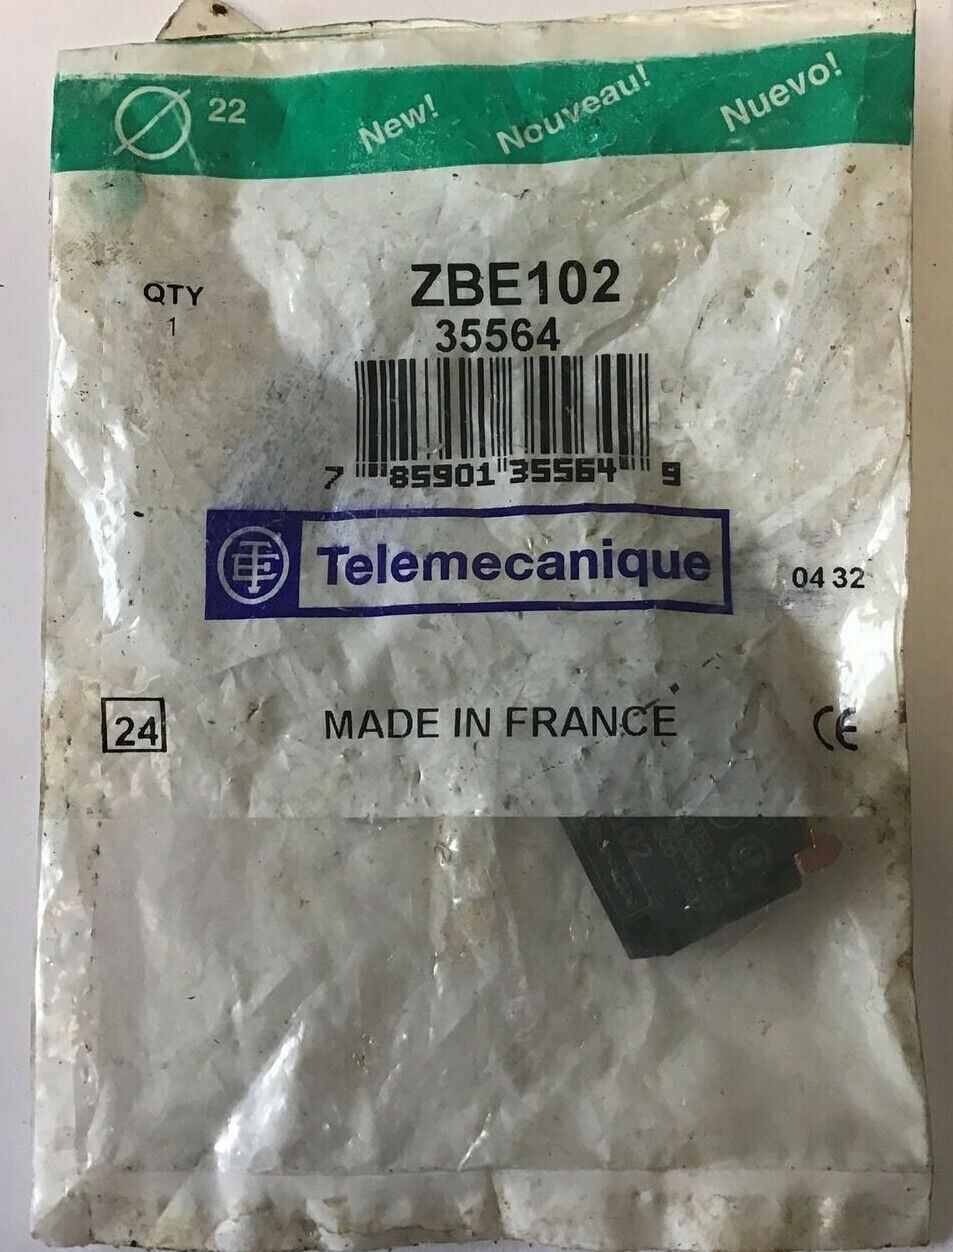 22
New! Nouveau! Nuevo!
ZBE102
QTY
1
35564
7 85901 35564 9
Telemecanique
04 32
24
MADE IN FRANCE
CE